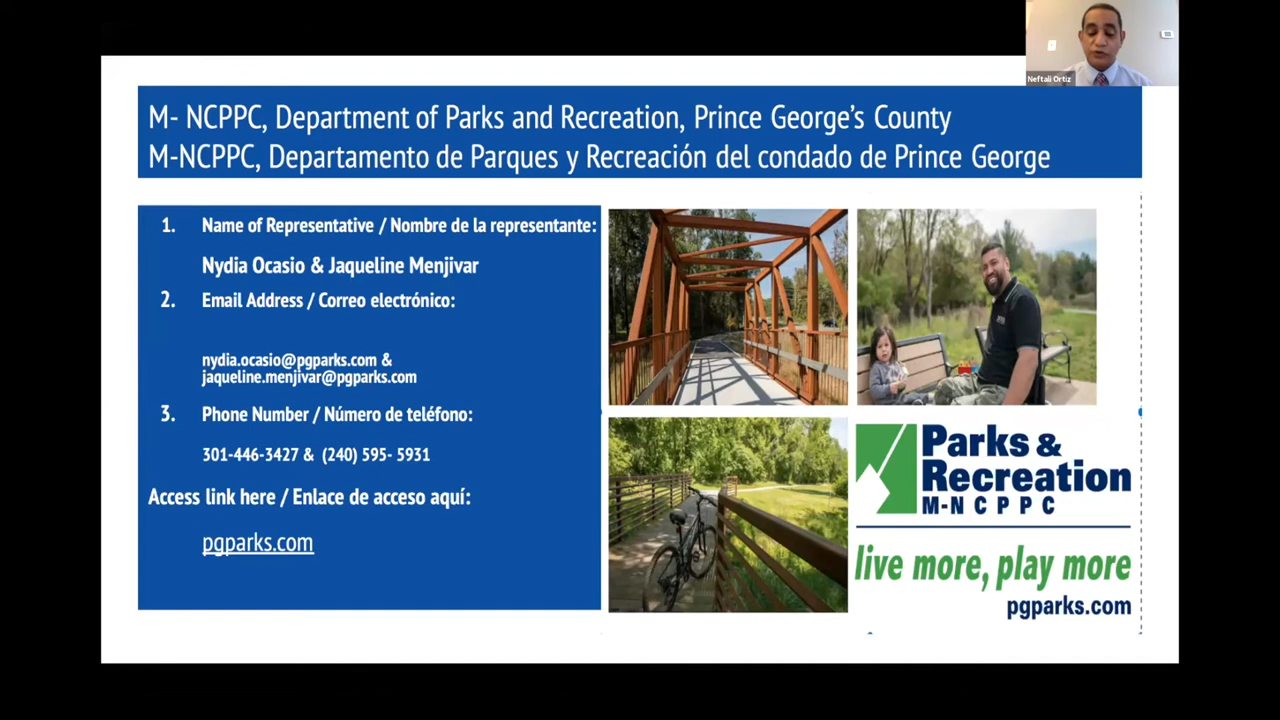 Neftali Ortiz
M- NCPPC, Department of Parks and Recreation, Prince George's County
M-NCPPC, Departamento de Parques y Recreación del condado de Prince George
1. Name of Representative / Nombre de la representante:
Nydia Ocasio & Jaqueline Menjivar
2. Email Address / Correo electrónico:
nydia.ocasio@pgparks.com &
jaqueline.menjivar@pgparks.com
3. Phone Number / Número de teléfono:
301-446-3427 & (240) 595- 5931
Access link here / Enlace de acceso aquí:
pgparks.com
Parks &
Recreation
M-NCPPC
live more, play more
pgparks.com